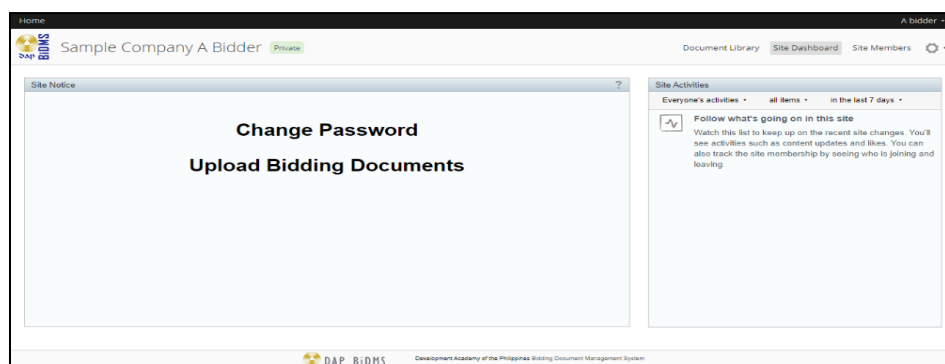 Home
A bidder
DAP BiDMS
Sample Company A Bidder Private
Document Library Site Dashboard Site Members
Site Notice ?
Change Password
Upload Bidding Documents
Site Activities
Everyone's activities all items in the last 7 days
Follow what's going on in this site
Watch this list to keep up on the recent site changes. You'll
see activities such as content updates and likes. You can
also track the site membership by seeing who is joining and
leaving.
DAP BiDMS Development Academy of the Philippines Bidding Document Management System